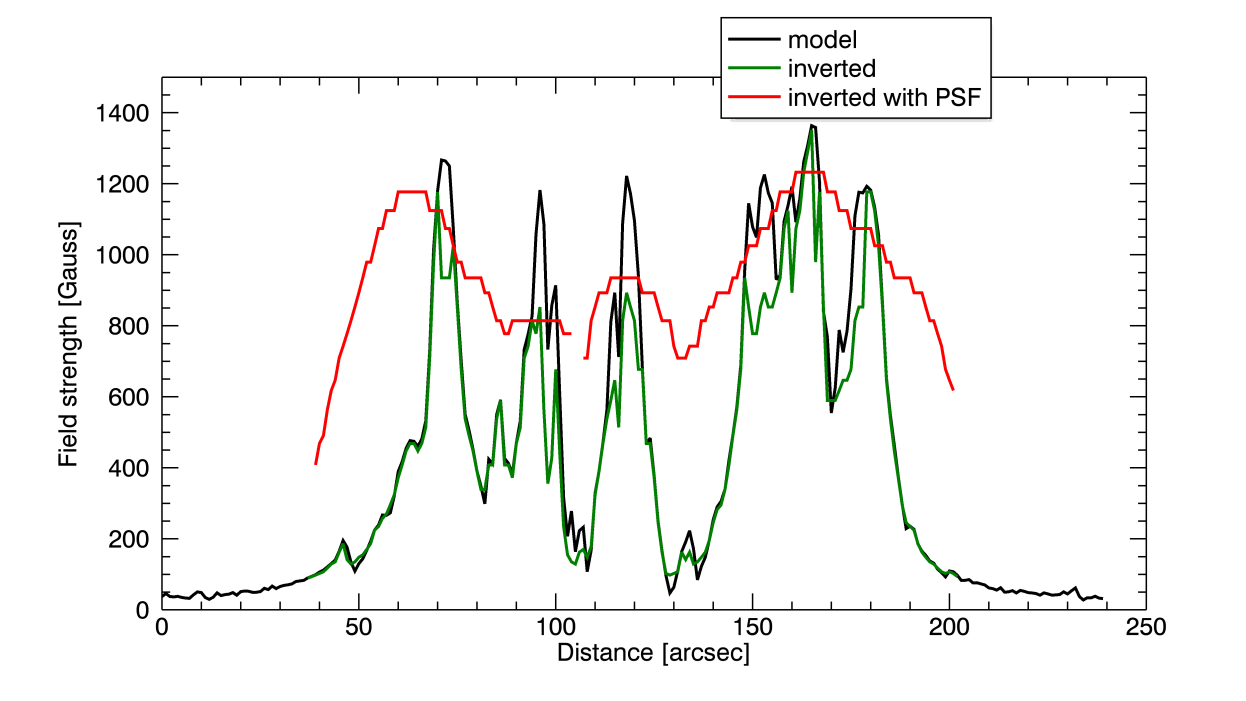 model
inverted
inverted with PSF
1400
1200
1000
800
600
400
200
0
Field strength [Gauss]
0 50 100 150 200 250
Distance [arcsec]